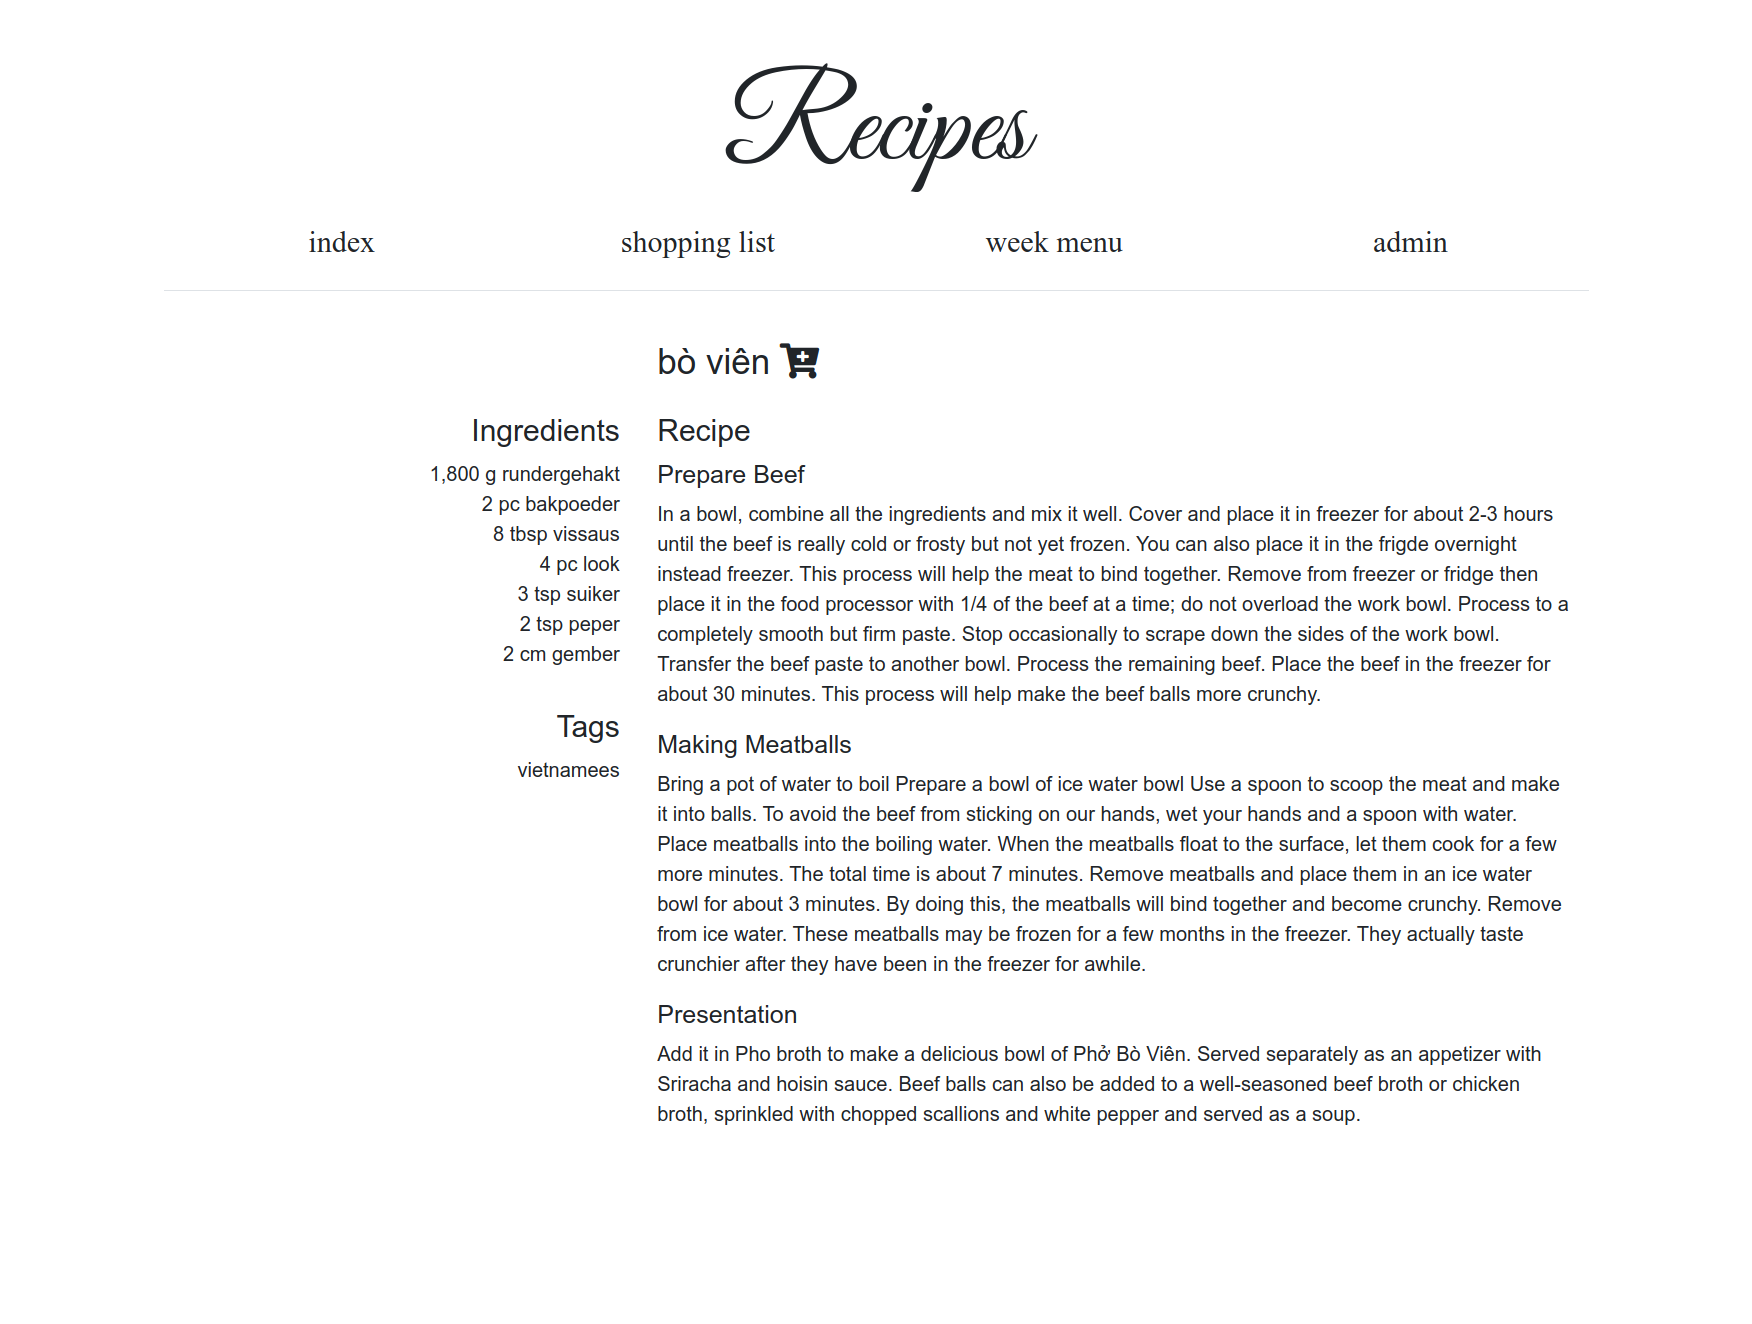 Recipes
index
shopping list
week menu
admin
bò viên
Ingredients
1,800 g rundergehakt
2 pc bakpoeder
8 tbsp vissaus
4 pc look
3 tsp suiker
2 tsp peper
2 cm gember
Tags
vietnamees
Recipe
Prepare Beef
In a bowl, combine all the ingredients and mix it well. Cover and place it in freezer for about 2-3 hours
until the beef is really cold or frosty but not yet frozen. You can also place it in the frigde overnight
instead freezer. This process will help the meat to bind together. Remove from freezer or fridge then
place it in the food processor with 1/4 of the beef at a time; do not overload the work bowl. Process to a
completely smooth but firm paste. Stop occasionally to scrape down the sides of the work bowl.
Transfer the beef paste to another bowl. Process the remaining beef. Place the beef in the freezer for
about 30 minutes. This process will help make the beef balls more crunchy.
Making Meatballs
Bring a pot of water to boil Prepare a bowl of ice water bowl Use a spoon to scoop the meat and make
it into balls. To avoid the beef from sticking on our hands, wet your hands and a spoon with water.
Place meatballs into the boiling water. When the meatballs float to the surface, let them cook for a few
more minutes. The total time is about 7 minutes. Remove meatballs and place them in an ice water
bowl for about 3 minutes. By doing this, the meatballs will bind together and become crunchy. Remove
from ice water. These meatballs may be frozen for a few months in the freezer. They actually taste
crunchier after they have been in the freezer for awhile.
Presentation
Add it in Pho broth to make a delicious bowl of Phở Bò Viên. Served separately as an appetizer with
Sriracha and hoisin sauce. Beef balls can also be added to a well-seasoned beef broth or chicken
broth, sprinkled with chopped scallions and white pepper and served as a soup.